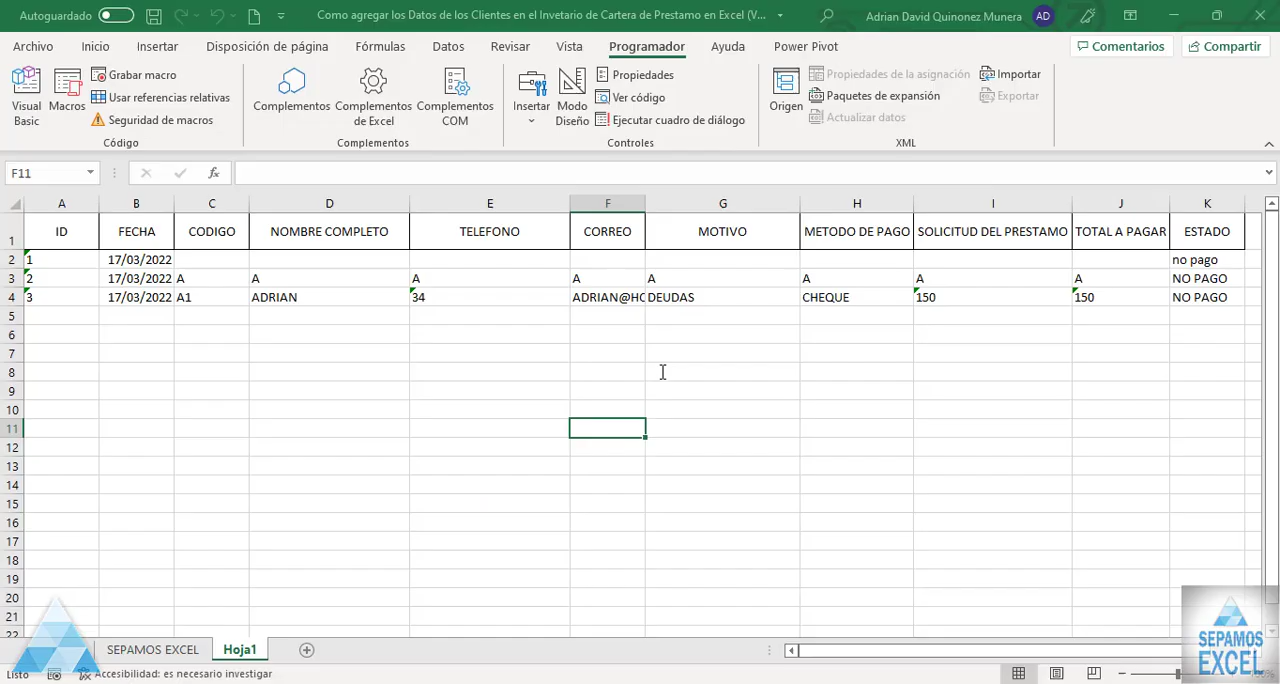 Autoguardado
Como agregar los Datos de los Clientes en el Invetario de Cartera de Prestamo en Excel (V...
Adrian David Quinonez Munera AD
Archivo Inicio Insertar Disposición de página Fórmulas Datos Revisar Vista Programador Ayuda Power Pivot Comentarios Compartir
Visual Basic
Macros
Grabar macro
Usar referencias relativas
Seguridad de macros
Código
Complementos
Complementos de Excel
Complementos COM
Complementos
Insertar
Modo Diseño
Propiedades
Ver código
Ejecutar cuadro de diálogo
Controles
Origen
Propiedades de la asignación
Paquetes de expansión
Actualizar datos
Importar
Exportar
XML
F11 fx
A B C D E F G H I J K
1 ID FECHA CODIGO NOMBRE COMPLETO TELEFONO CORREO MOTIVO METODO DE PAGO SOLICITUD DEL PRESTAMO TOTAL A PAGAR ESTADO
2 1 17/03/2022 no pago
3 2 17/03/2022 A A A A A A A A NO PAGO
4 3 17/03/2022 A1 ADRIAN 34 ADRIAN@HO DEUDAS CHEQUE 150 150 NO PAGO
5
6
7
8
9
10
11
12
13
14
15
16
17
18
19
20
21
22
SEPAMOS EXCEL Hoja1
Listo Accesibilidad: es necesario investigar
SEPAMOS
EXCEL